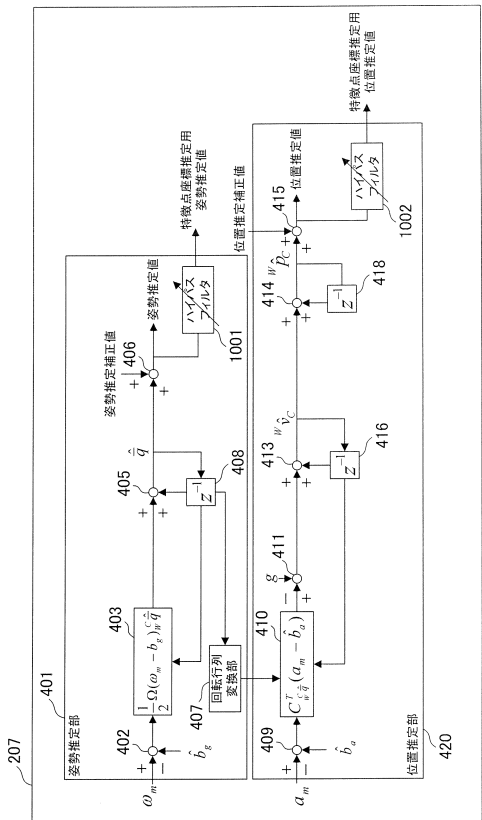 207
401
姿勢推定部
ω_m
+
−
402
b̂_g
403
1/2 Ω(ω_m − b_g) ^C_W q̂̄
+
+
405
q̂̄
408
z^-1
407
回転行列
変換部
姿勢推定補正値
+
+
406
姿勢推定値
ハイパス
フィルタ
1001
特徴点座標推定用
姿勢推定値
a_m
+
−
409
b̂_a
410
C^T_{^C_W q̂̄}(a_m − b̂_a)
g
−
+
411
+
+
413
^W v̂_C
416
z^-1
+
+
414
^W p̂_C
418
z^-1
位置推定補正値
+
+
415
位置推定値
ハイパス
フィルタ
1002
特徴点座標推定用
位置推定値
位置推定部
420